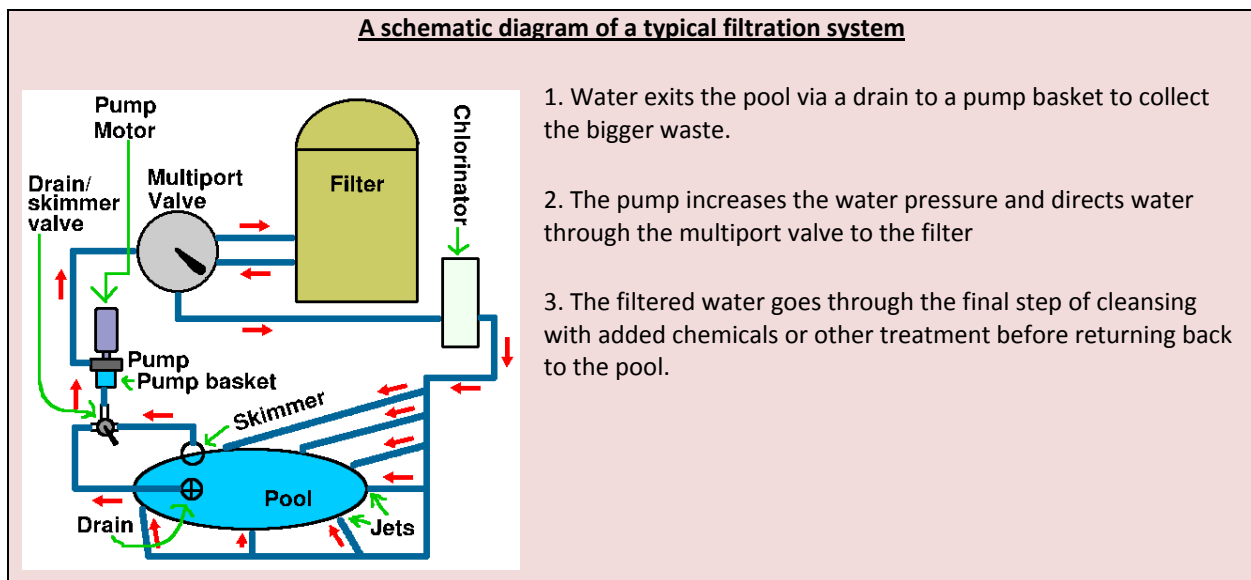 A schematic diagram of a typical filtration system
Pump
Motor
Drain/
skimmer
valve
Multiport
Valve
Filter
Chlorinator
Pump
Pump basket
Skimmer
Pool
Drain
Jets
1. Water exits the pool via a drain to a pump basket to collect
the bigger waste.
2. The pump increases the water pressure and directs water
through the multiport valve to the filter
3. The filtered water goes through the final step of cleansing
with added chemicals or other treatment before returning back
to the pool.